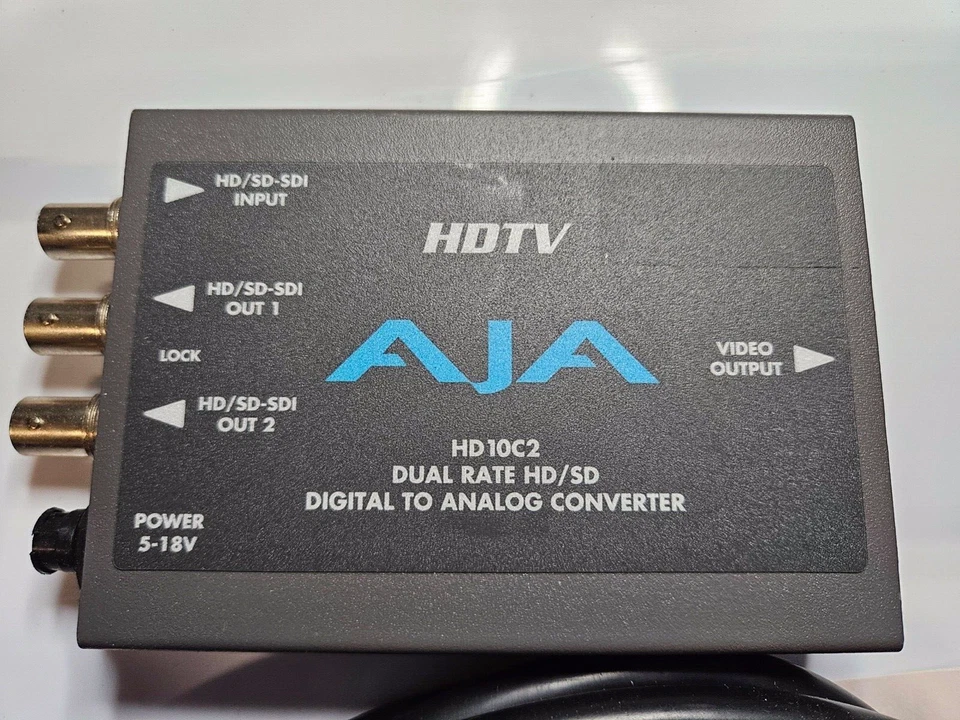 HD/SD-SDI
INPUT
HDTV
HD/SD-SDI
OUT 1
AJA
LOCK
VIDEO
OUTPUT
HD/SD-SDI
OUT 2
HD10C2
DUAL RATE HD/SD
DIGITAL TO ANALOG CONVERTER
POWER
5-18V